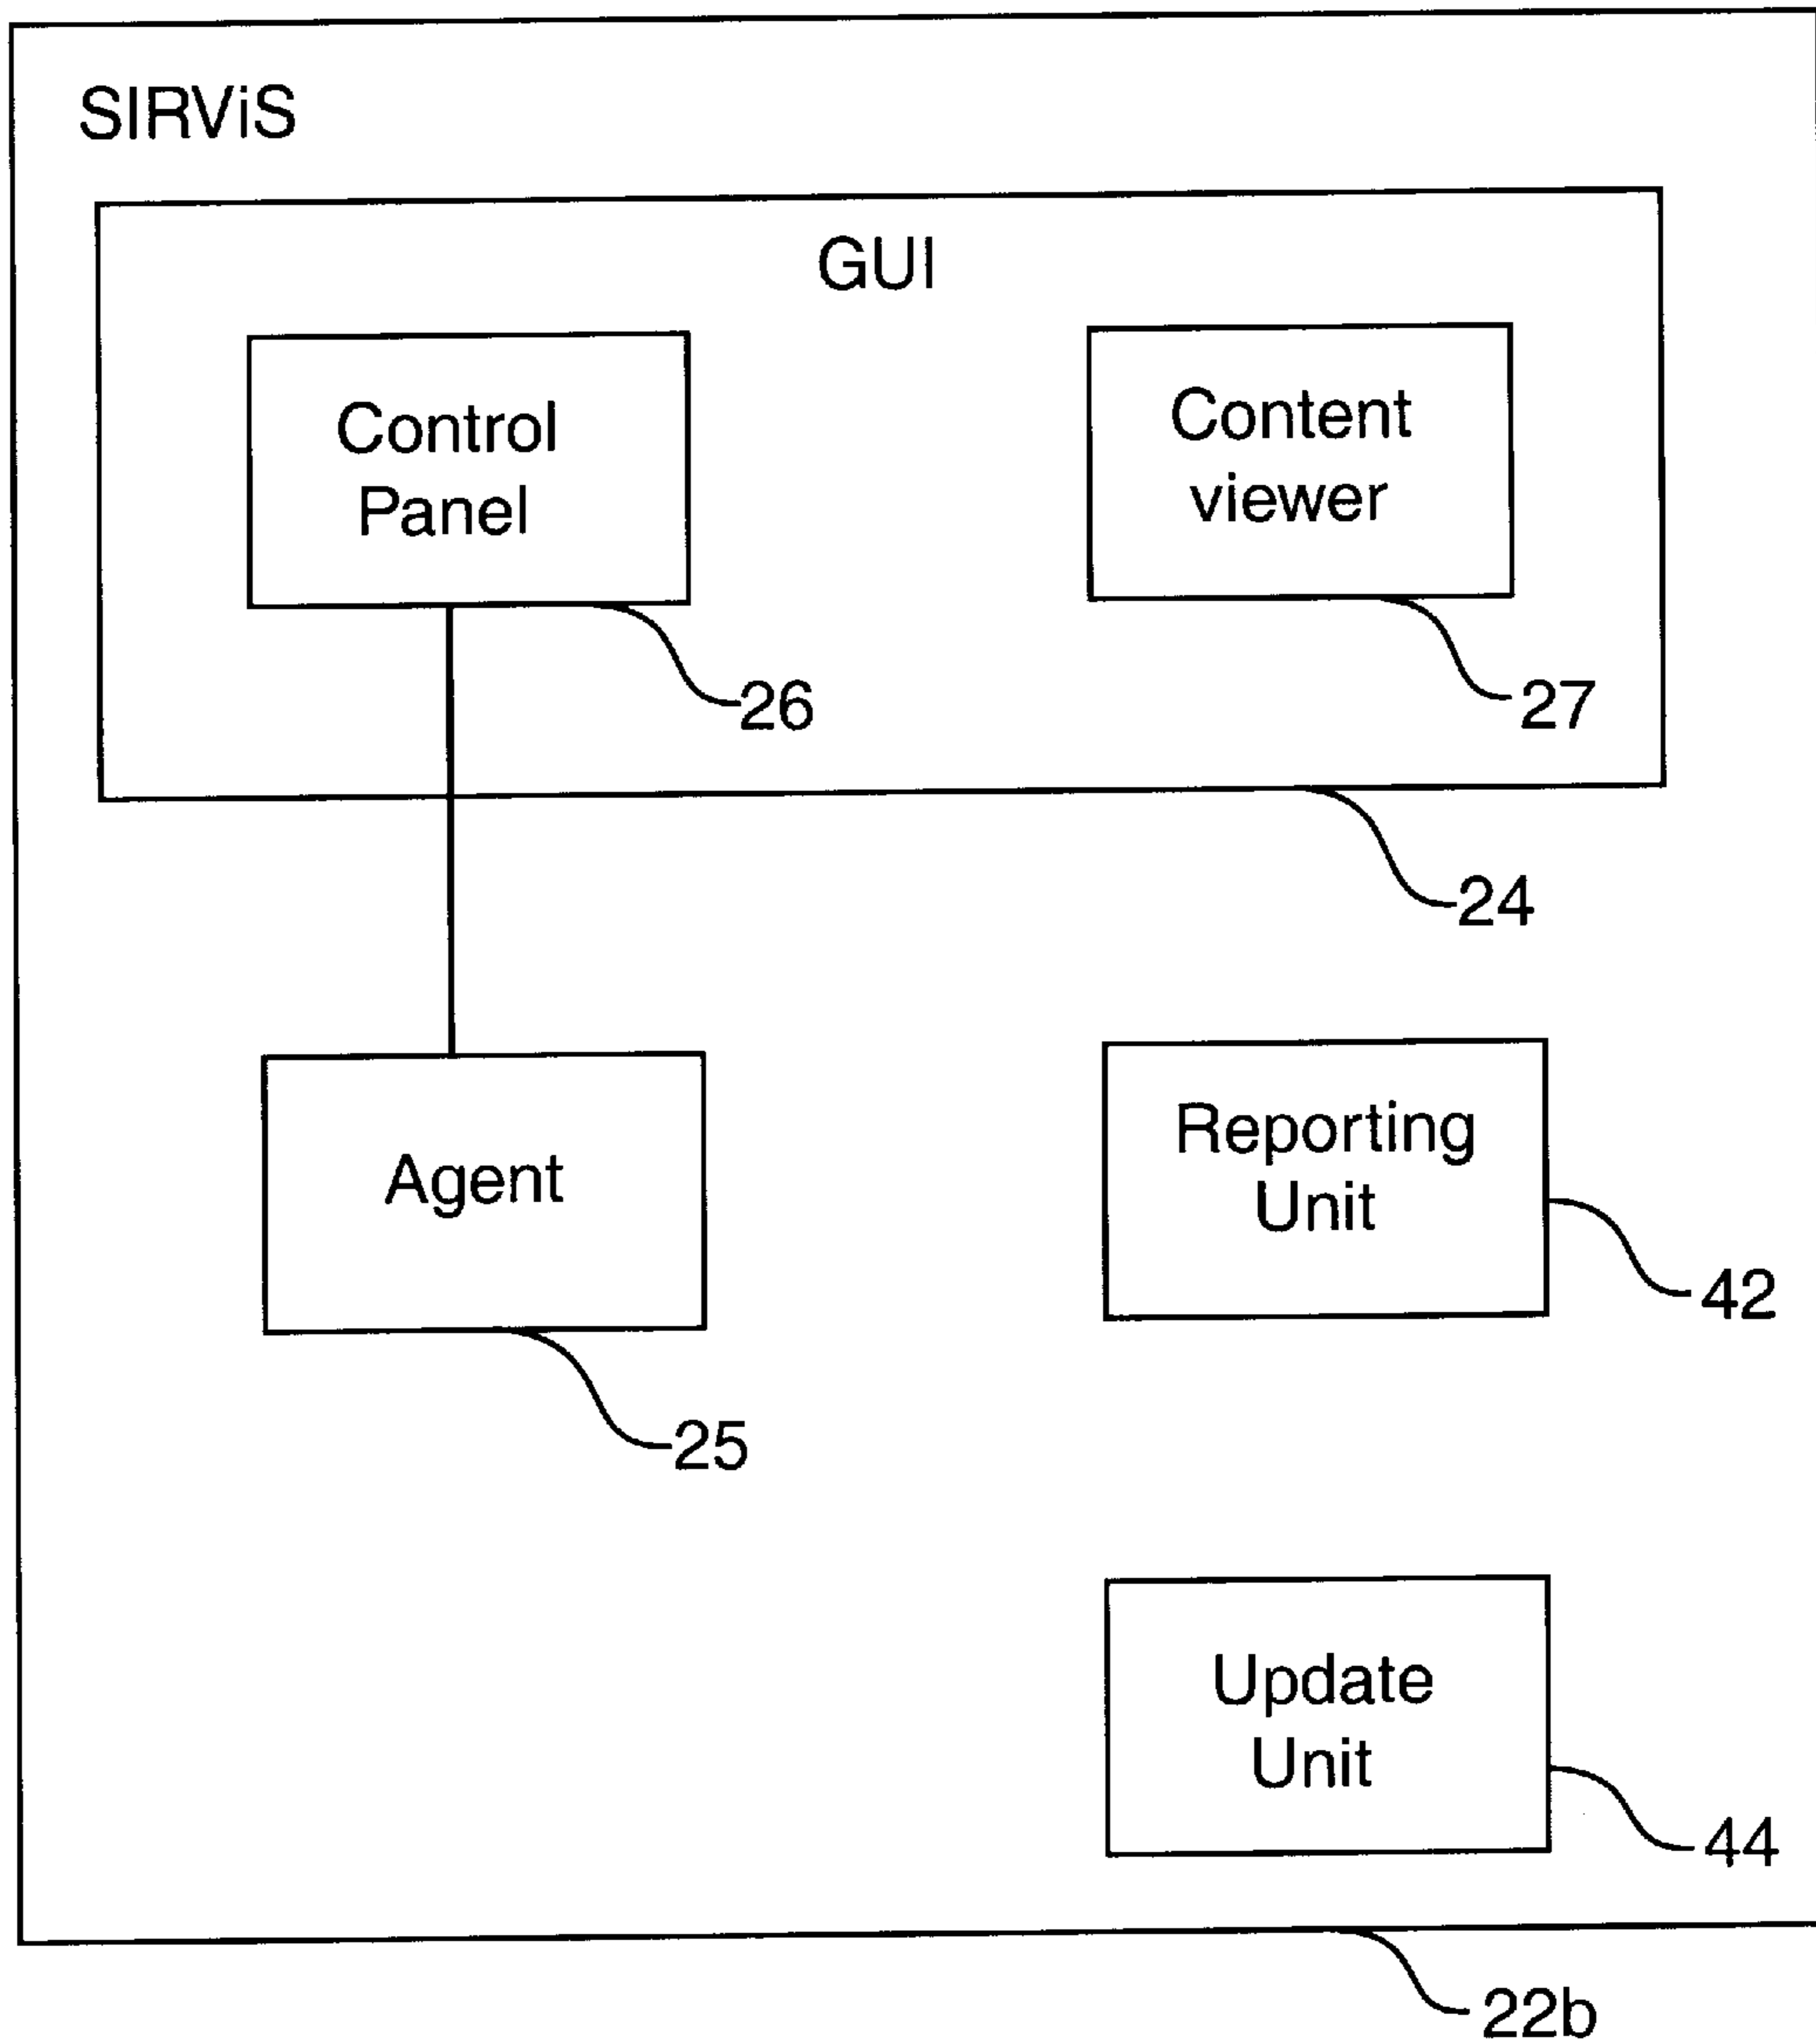 SIRViS
GUI
Control
Panel
Content
viewer
26
27
24
Agent
Reporting
Unit
42
25
Update
Unit
44
22b